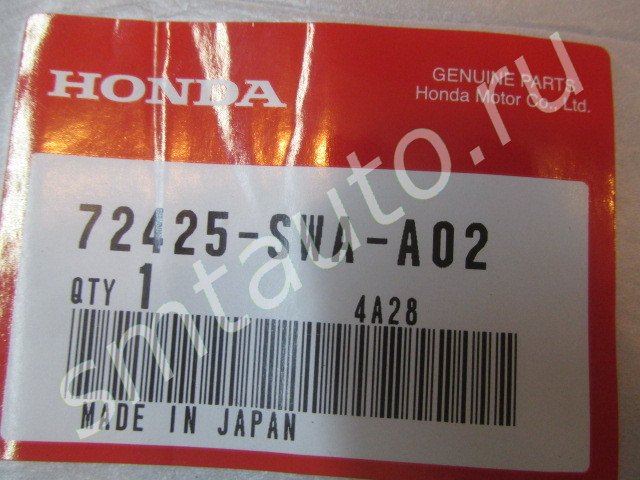 HONDA
GENUINE PARTS
Honda Motor Co., Ltd.
72425-SWA-A02
QTY 1
4A28
MADE IN JAPAN
smtauto.ru